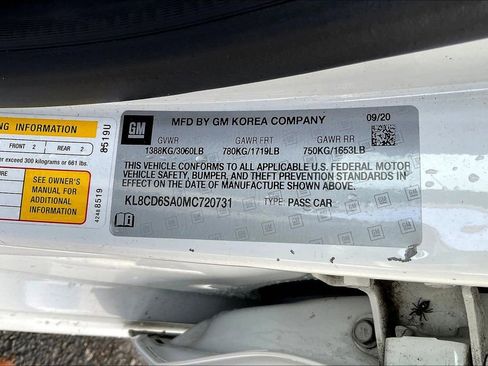 NG INFORMATION
FRONT 2 REAR 2
er exceed 300 kilograms or 661 lbs.
SEE OWNER'S
MANUAL FOR
ADDITIONAL
INFORMATION
8519U
42488519
GM
MFD BY GM KOREA COMPANY
09/20
GVWR GAWR FRT GAWR RR
1388KG/3060LB 780KG/1719LB 750KG/1653LB
THIS VEHICLE CONFORMS TO ALL APPLICABLE U.S. FEDERAL MOTOR
VEHICLE SAFETY, BUMPER, AND THEFT PREVENTION STANDARDS IN
EFFECT ON THE DATE OF MANUFACTURE SHOWN ABOVE.
KL8CD6SA0MC720731 TYPE: PASS CAR